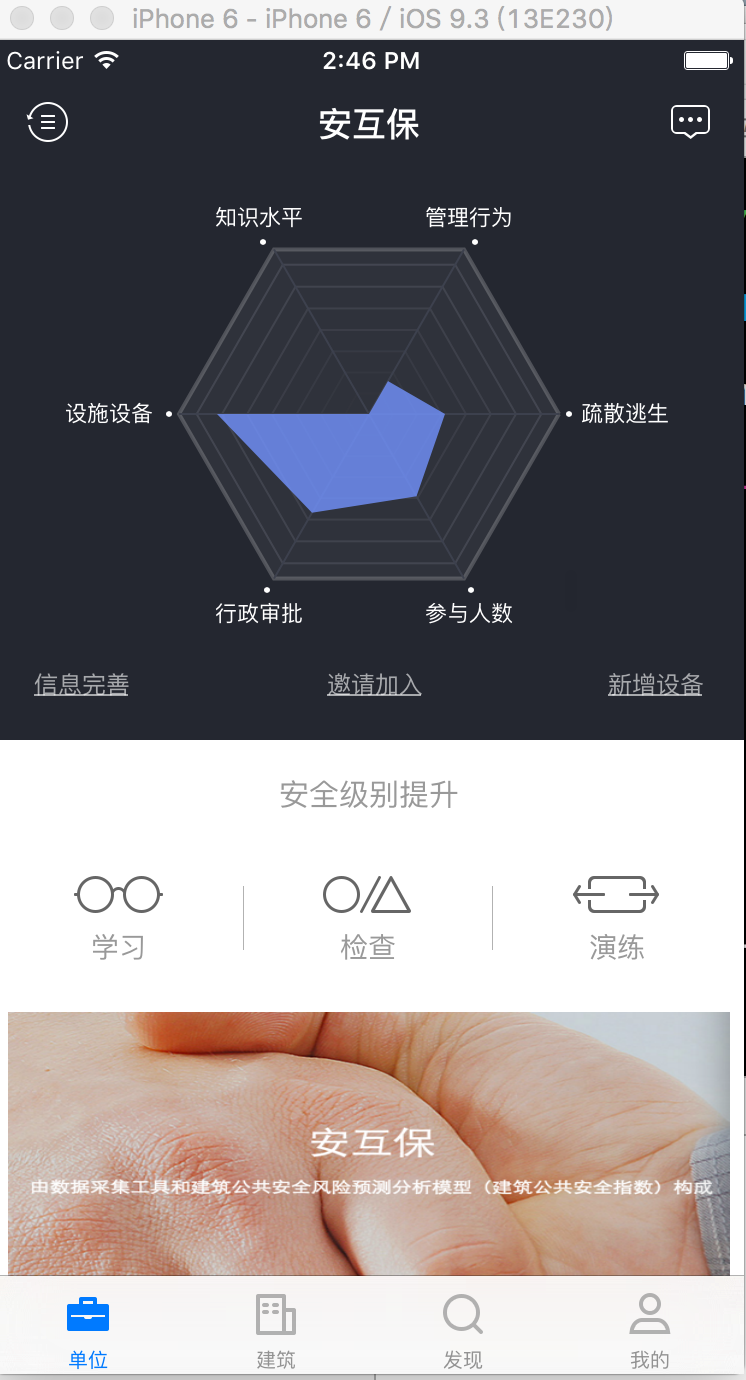 iPhone 6 - iPhone 6 / iOS 9.3 (13E230)
Carrier 2:46 PM
安互保
知识水平 管理行为
设施设备 疏散逃生
行政审批 参与人数
信息完善 邀请加入 新增设备
安全级别提升
学习 检查 演练
安互保
由数据采集工具和建筑公共安全风险预测分析模型（建筑公共安全指数）构成
单位 建筑 发现 我的